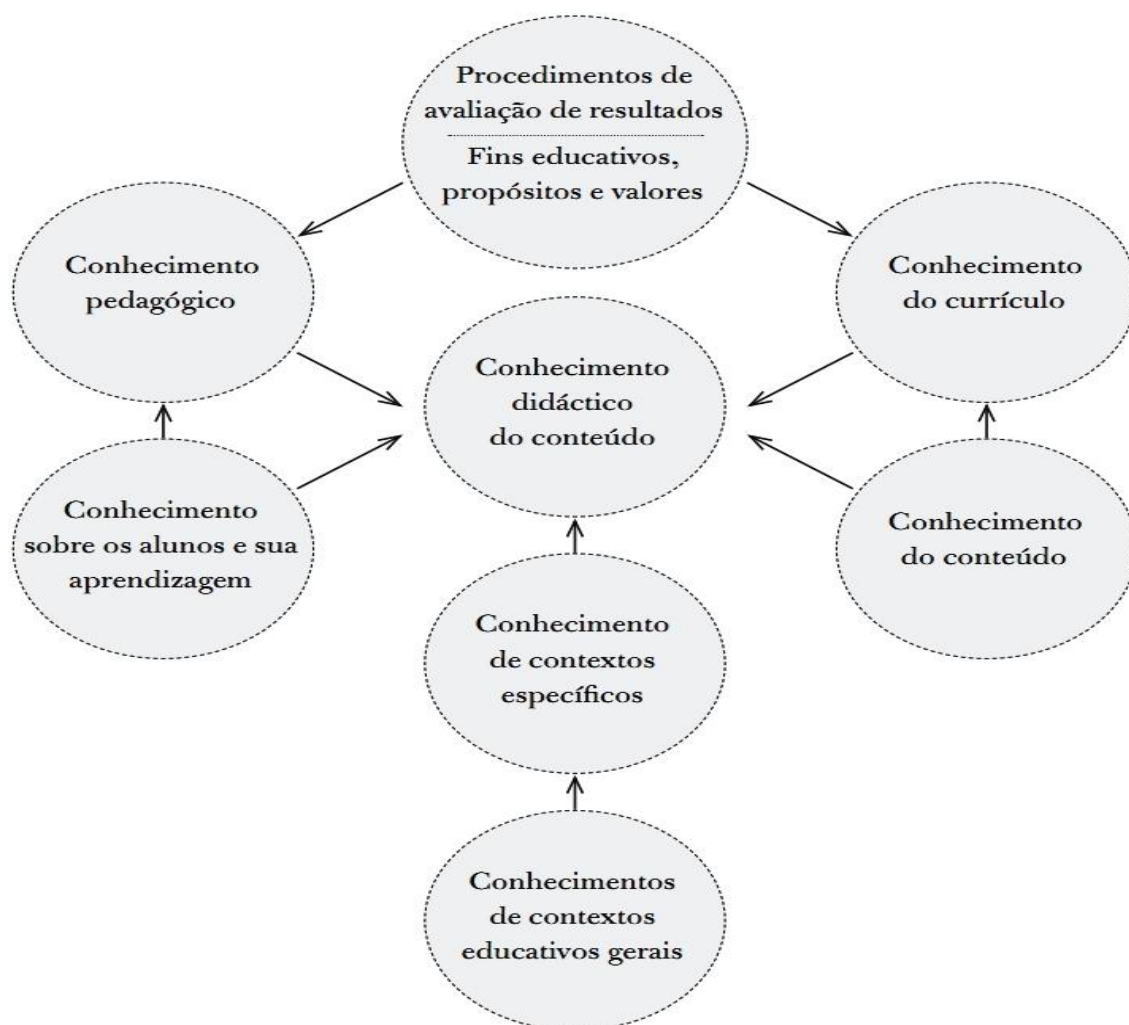 Procedimentos de
avaliação de resultados
Fins educativos,
propósitos e valores
Conhecimento
pedagógico
Conhecimento
do currículo
Conhecimento
didáctico
do conteúdo
Conhecimento
sobre os alunos e sua
aprendizagem
Conhecimento
do conteúdo
Conhecimento
de contextos
específicos
Conhecimentos
de contextos
educativos gerais